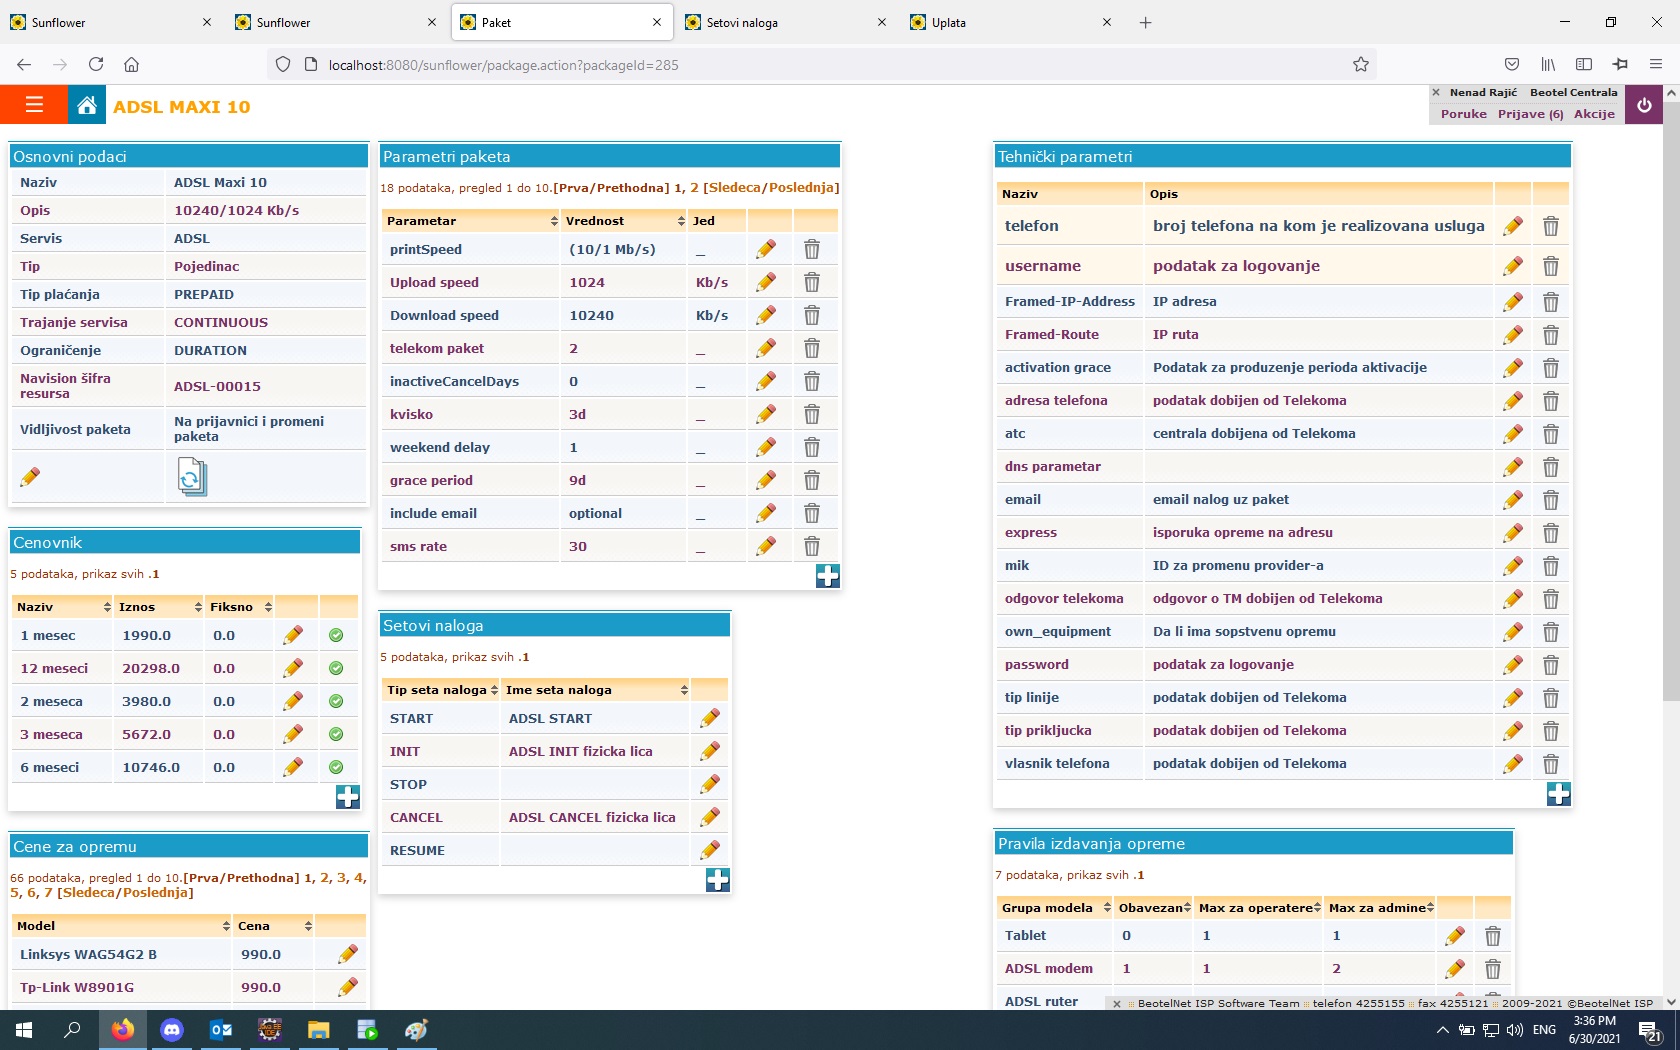 Sunflower
Sunflower
Paket
Setovi naloga
Uplata
localhost:8080/sunflower/package.action?packageId=285
ADSL MAXI 10
Nenad Rajić Beotel Centrala
Poruke Prijave (6) Akcije
Osnovni podaci
Naziv ADSL Maxi 10
Opis 10240/1024 Kb/s
Servis ADSL
Tip Pojedinac
Tip plaćanja PREPAID
Trajanje servisa CONTINUOUS
Ograničenje DURATION
Navision šifra
resursa ADSL-00015
Vidljivost paketa Na prijavnici i promeni
paketa
Cenovnik
5 podataka, prikaz svih .1
Naziv Iznos Fiksno
1 mesec 1990.0 0.0
12 meseci 20298.0 0.0
2 meseca 3980.0 0.0
3 meseca 5672.0 0.0
6 meseci 10746.0 0.0
Cene za opremu
66 podataka, pregled 1 do 10.[Prva/Prethodna] 1, 2, 3, 4,
5, 6, 7 [Sledeca/Poslednja]
Model Cena
Linksys WAG54G2 B 990.0
Tp-Link W8901G 990.0
Parametri paketa
18 podataka, pregled 1 do 10.[Prva/Prethodna] 1, 2 [Sledeca/Poslednja]
Parametar Vrednost Jed
printSpeed (10/1 Mb/s) _
Upload speed 1024 Kb/s
Download speed 10240 Kb/s
telekom paket 2 _
inactiveCancelDays 0 _
kvisko 3d _
weekend delay 1 _
grace period 9d _
include email optional _
sms rate 30 _
Setovi naloga
5 podataka, prikaz svih .1
Tip seta naloga Ime seta naloga
START ADSL START
INIT ADSL INIT fizicka lica
STOP
CANCEL ADSL CANCEL fizicka lica
RESUME
Tehnički parametri
Naziv Opis
telefon broj telefona na kom je realizovana usluga
username podatak za logovanje
Framed-IP-Address IP adresa
Framed-Route IP ruta
activation grace Podatak za produzenje perioda aktivacije
adresa telefona podatak dobijen od Telekoma
atc centrala dobijena od Telekoma
dns parametar
email email nalog uz paket
express isporuka opreme na adresu
mik ID za promenu provider-a
odgovor telekoma odgovor o TM dobijen od Telekoma
own_equipment Da li ima sopstvenu opremu
password podatak za logovanje
tip linije podatak dobijen od Telekoma
tip prikljucka podatak dobijen od Telekoma
vlasnik telefona podatak dobijen od Telekoma
Pravila izdavanja opreme
7 podataka, prikaz svih .1
Grupa modela Obavezan Max za operatere Max za admine
Tablet 0 1 1
ADSL modem 1 1 2
ADSL ruter
BeotelNet ISP Software Team :: telefon 4255155 :: fax 4255121 :: 2009-2021 ©BeotelNet ISP
ENG
3:36 PM
6/30/2021
21